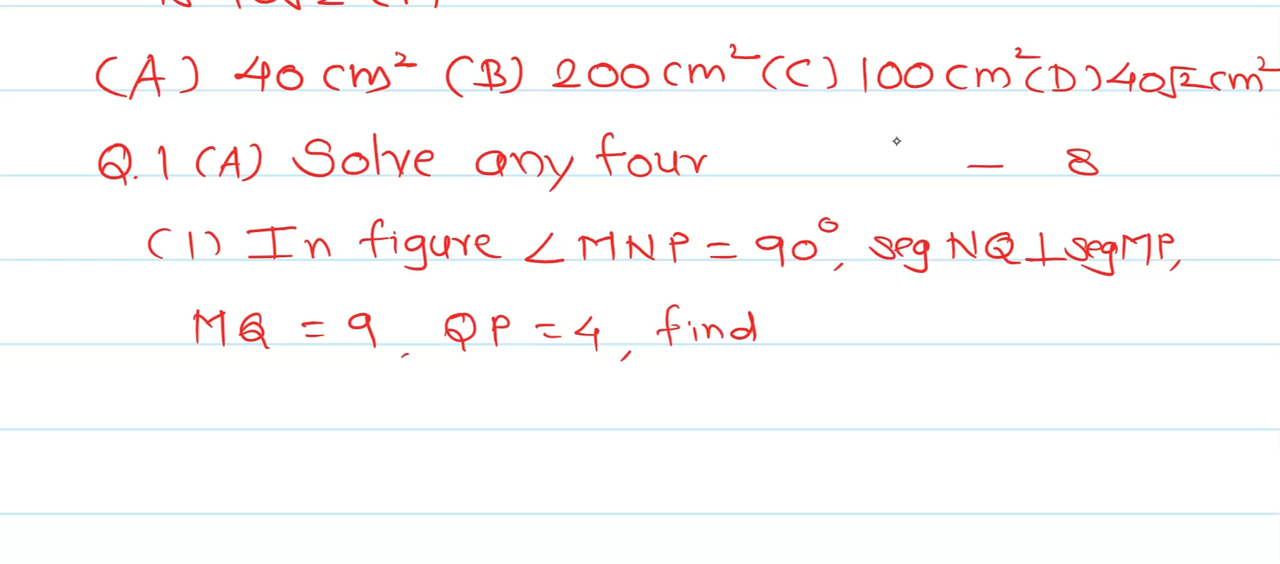 (A) 40 cm² (B) 200 cm² (C) 100 cm² (D) 40√2 cm²
Q.1 (A) Solve any four — 8
(1) In figure ∠MNP = 90°, seg NQ ⊥ seg MP,
MQ = 9, QP = 4, find